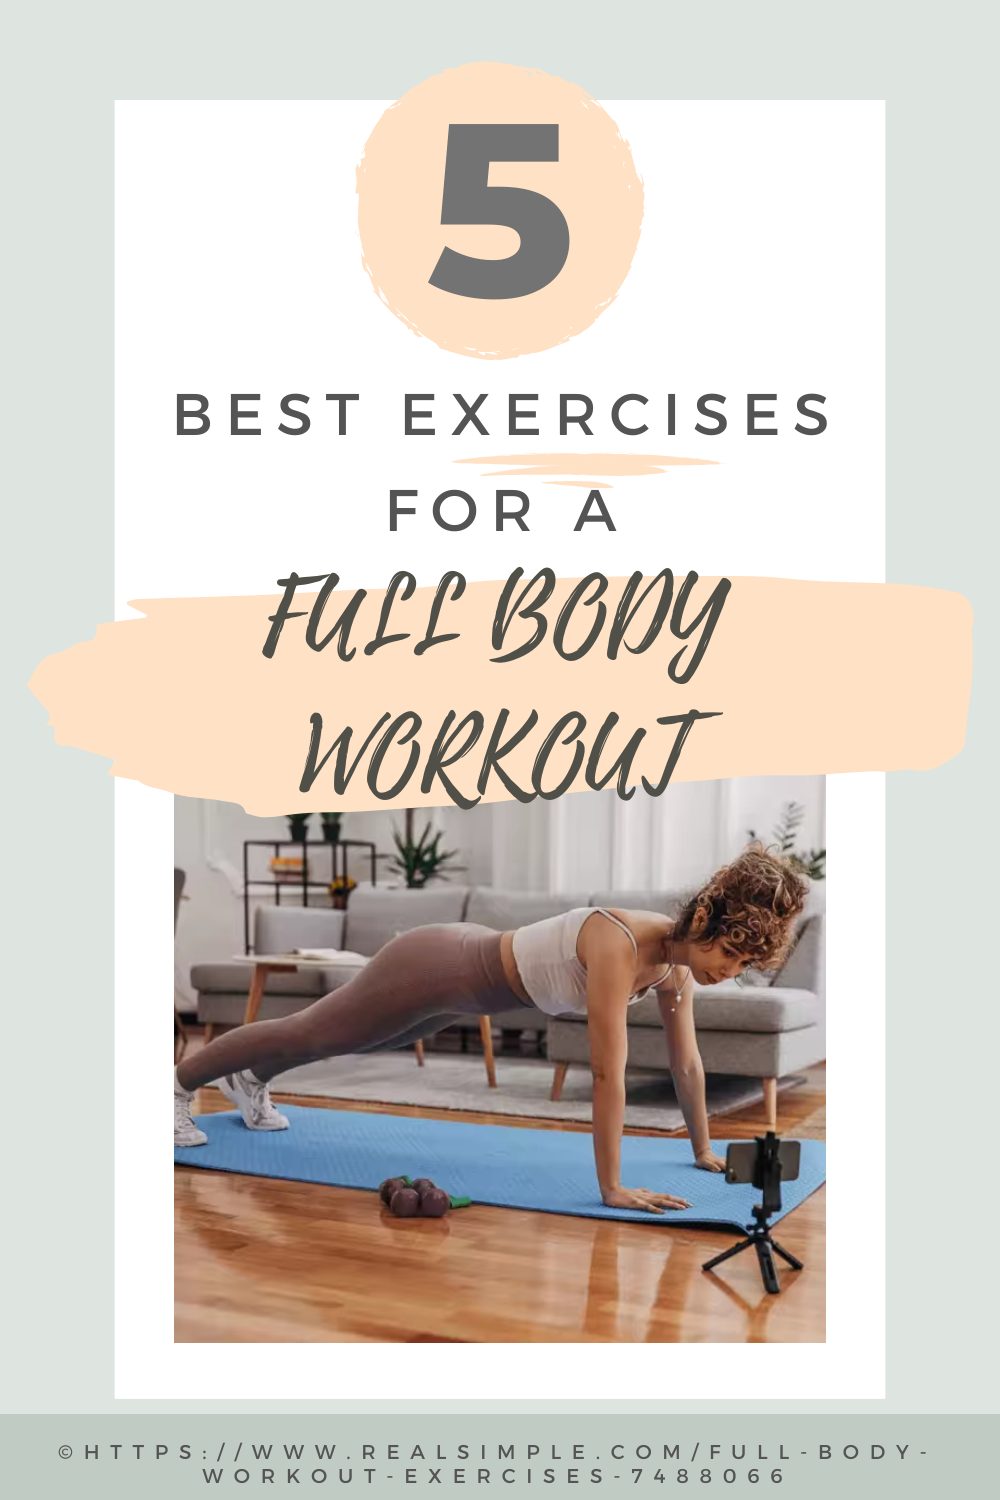 5
BEST EXERCISES
FOR A
FULL BODY
WORKOUT
©HTTPS://WWW.REALSIMPLE.COM/FULL-BODY-
WORKOUT-EXERCISES-7488066